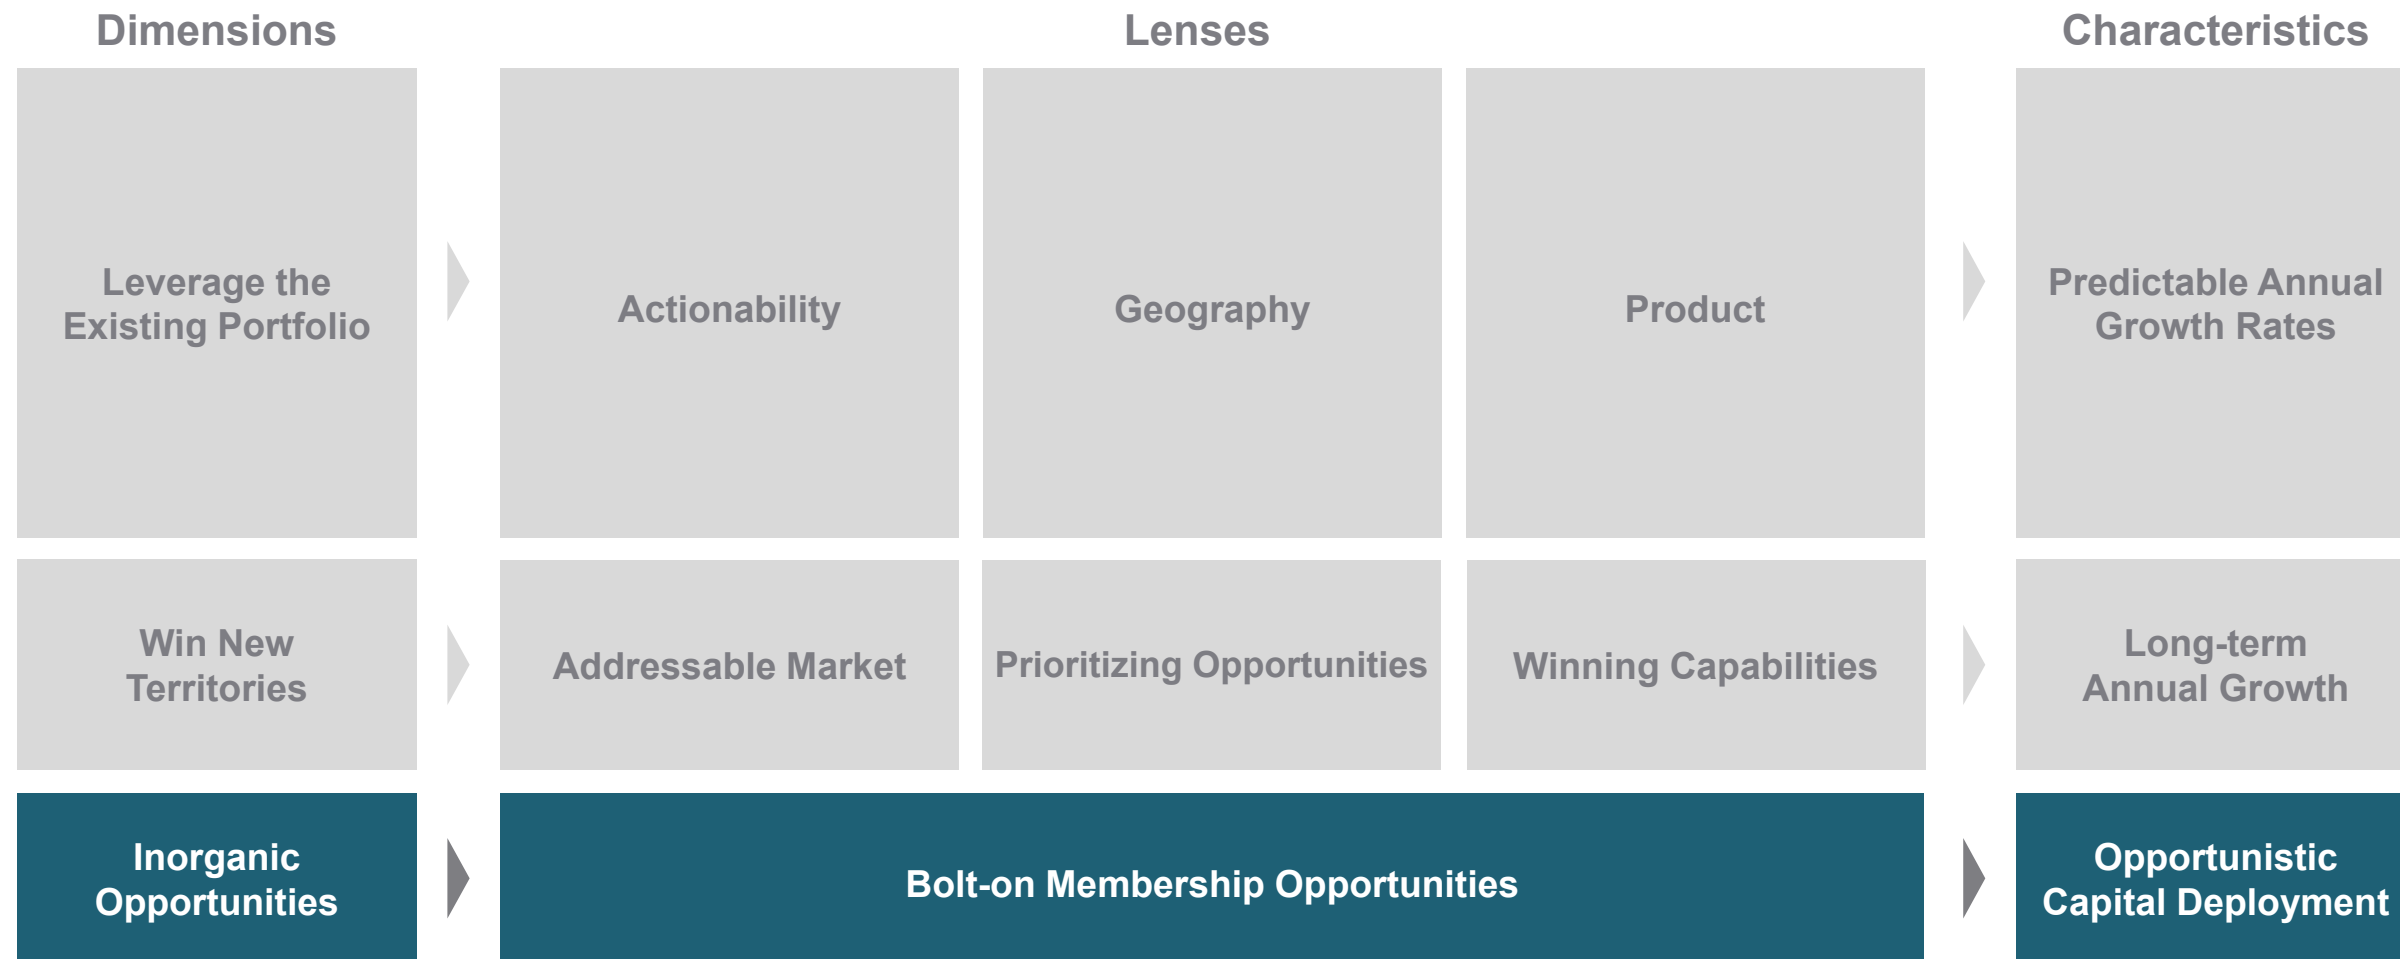 Dimensions
Lenses
Characteristics
Leverage the
Existing Portfolio
Actionability
Geography
Product
Predictable Annual
Growth Rates
Win New
Territories
Addressable Market
Prioritizing Opportunities
Winning Capabilities
Long-term
Annual Growth
Inorganic
Opportunities
Bolt-on Membership Opportunities
Opportunistic
Capital Deployment